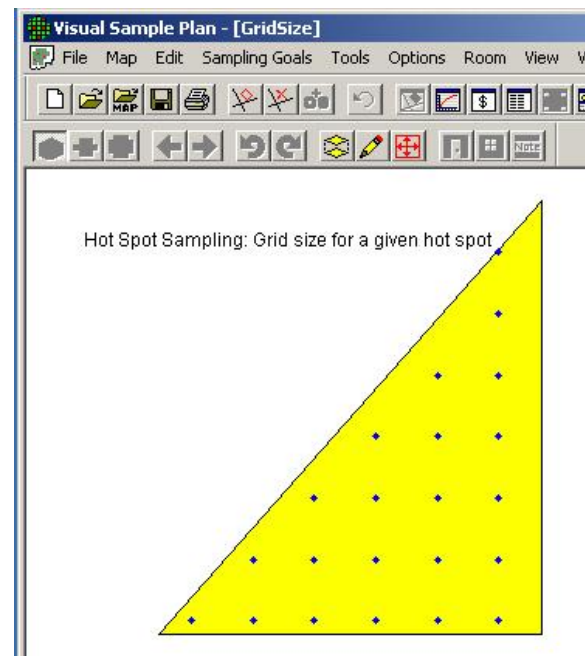 Visual Sample Plan - [GridSize]
File Map Edit Sampling Goals Tools Options Room View
MAP $
Note
Hot Spot Sampling: Grid size for a given hot spot